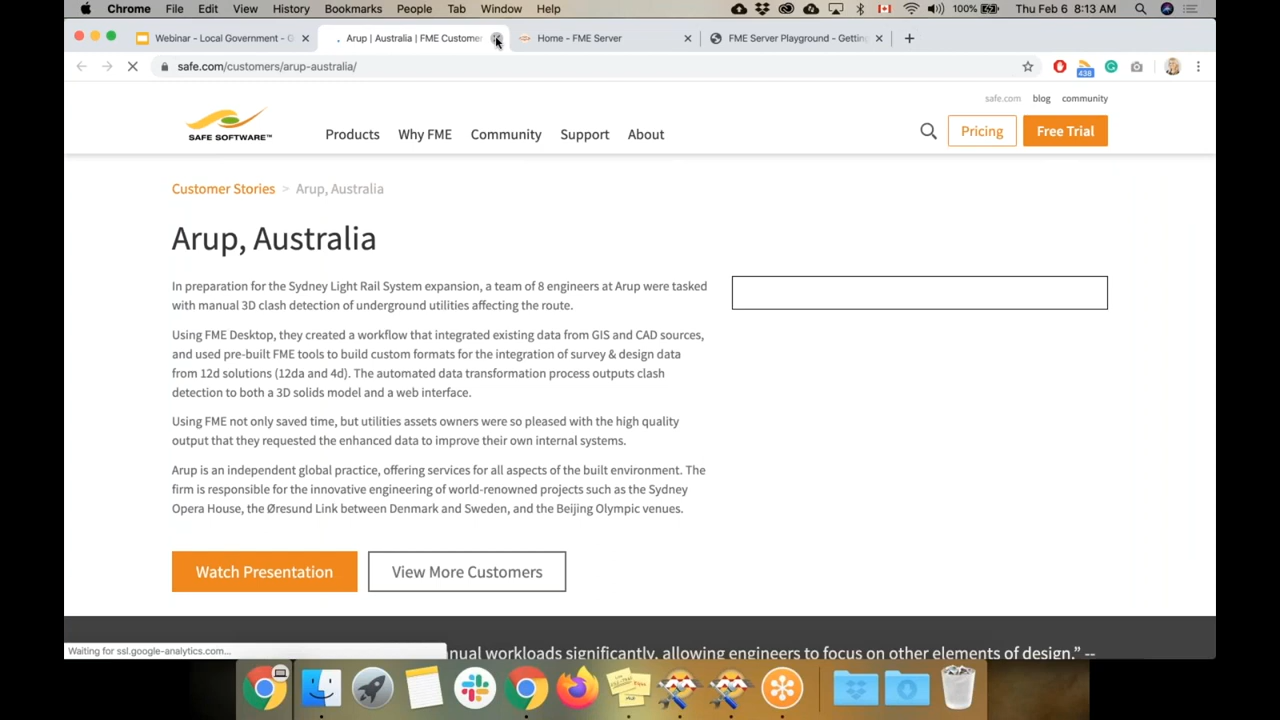 Chrome File Edit View History Bookmarks People Tab Window Help 100% Thu Feb 6 8:13 AM
Webinar - Local Government - Arup | Australia | FME Customer Home - FME Server FME Server Playground - Getting
safe.com/customers/arup-australia/
438
safe.com blog community
SAFE SOFTWARE™
Products Why FME Community Support About Pricing Free Trial
Customer Stories > Arup, Australia
Arup, Australia
In preparation for the Sydney Light Rail System expansion, a team of 8 engineers at Arup were tasked
with manual 3D clash detection of underground utilities affecting the route.
Using FME Desktop, they created a workflow that integrated existing data from GIS and CAD sources,
and used pre-built FME tools to build custom formats for the integration of survey & design data
from 12d solutions (12da and 4d). The automated data transformation process outputs clash
detection to both a 3D solids model and a web interface.
Using FME not only saved time, but utilities assets owners were so pleased with the high quality
output that they requested the enhanced data to improve their own internal systems.
Arup is an independent global practice, offering services for all aspects of the built environment. The
firm is responsible for the innovative engineering of world-renowned projects such as the Sydney
Opera House, the Øresund Link between Denmark and Sweden, and the Beijing Olympic venues.
Watch Presentation View More Customers
Waiting for ssl.google-analytics.com...
nual workloads significantly, allowing engineers to focus on other elements of design.” --